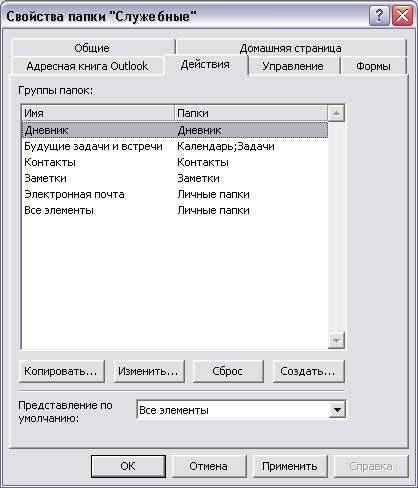 Свойства папки "Служебные"
Общие Домашняя страница
Адресная книга Outlook Действия Управление Формы
Группы папок:
Имя Папки
Дневник Дневник
Будущие задачи и встречи Календарь;Задачи
Контакты Контакты
Заметки Заметки
Электронная почта Личные папки
Все элементы Личные папки
Копировать... Изменить... Сброс Создать...
Представление по
умолчанию: Все элементы
ОК Отмена Применить Справка